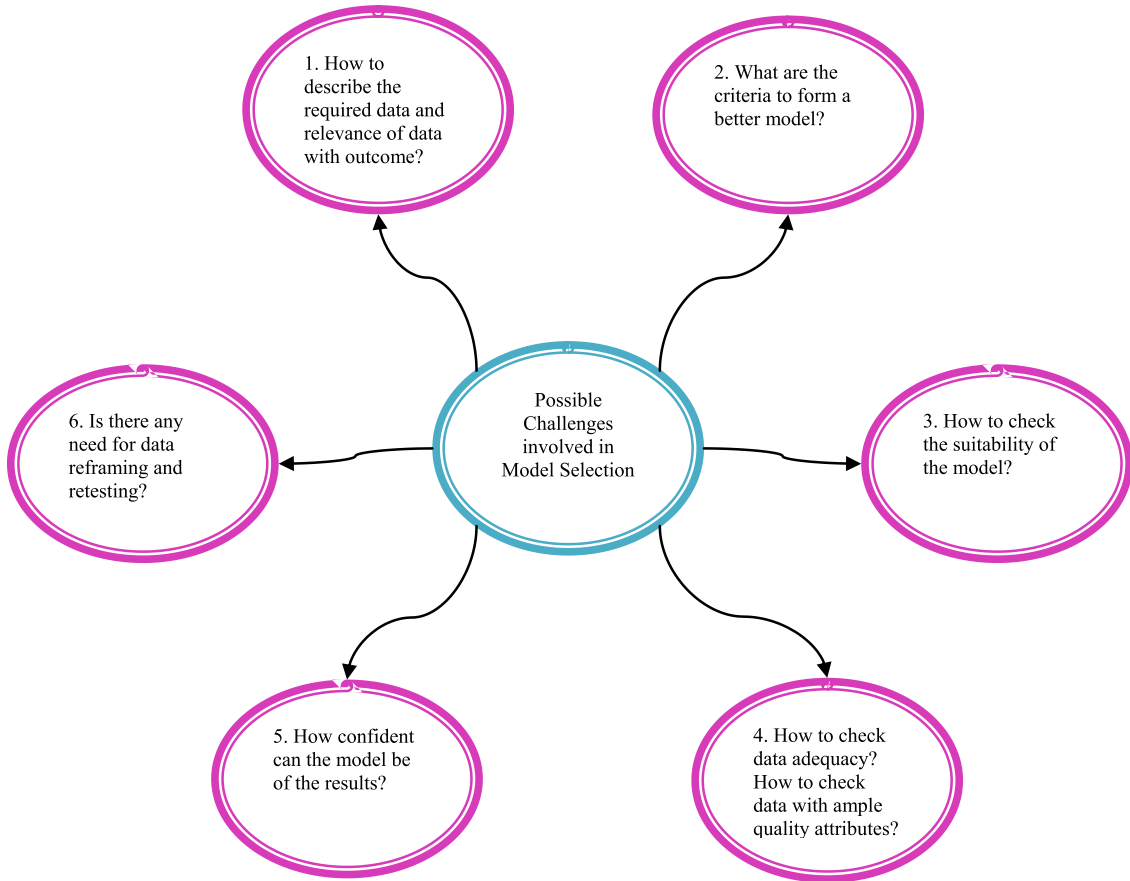 1. How to
describe the
required data and
relevance of data
with outcome?
2. What are the
criteria to form a
better model?
Possible
Challenges
involved in
Model Selection
6. Is there any
need for data
reframing and
retesting?
3. How to check
the suitability of
the model?
5. How confident
can the model be
of the results?
4. How to check
data adequacy?
How to check
data with ample
quality attributes?